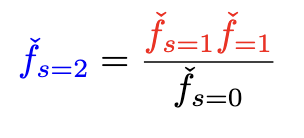 f̌ₛ₌₂ = f̌ₛ₌₁ f̌₌₁ / f̌ₛ₌₀